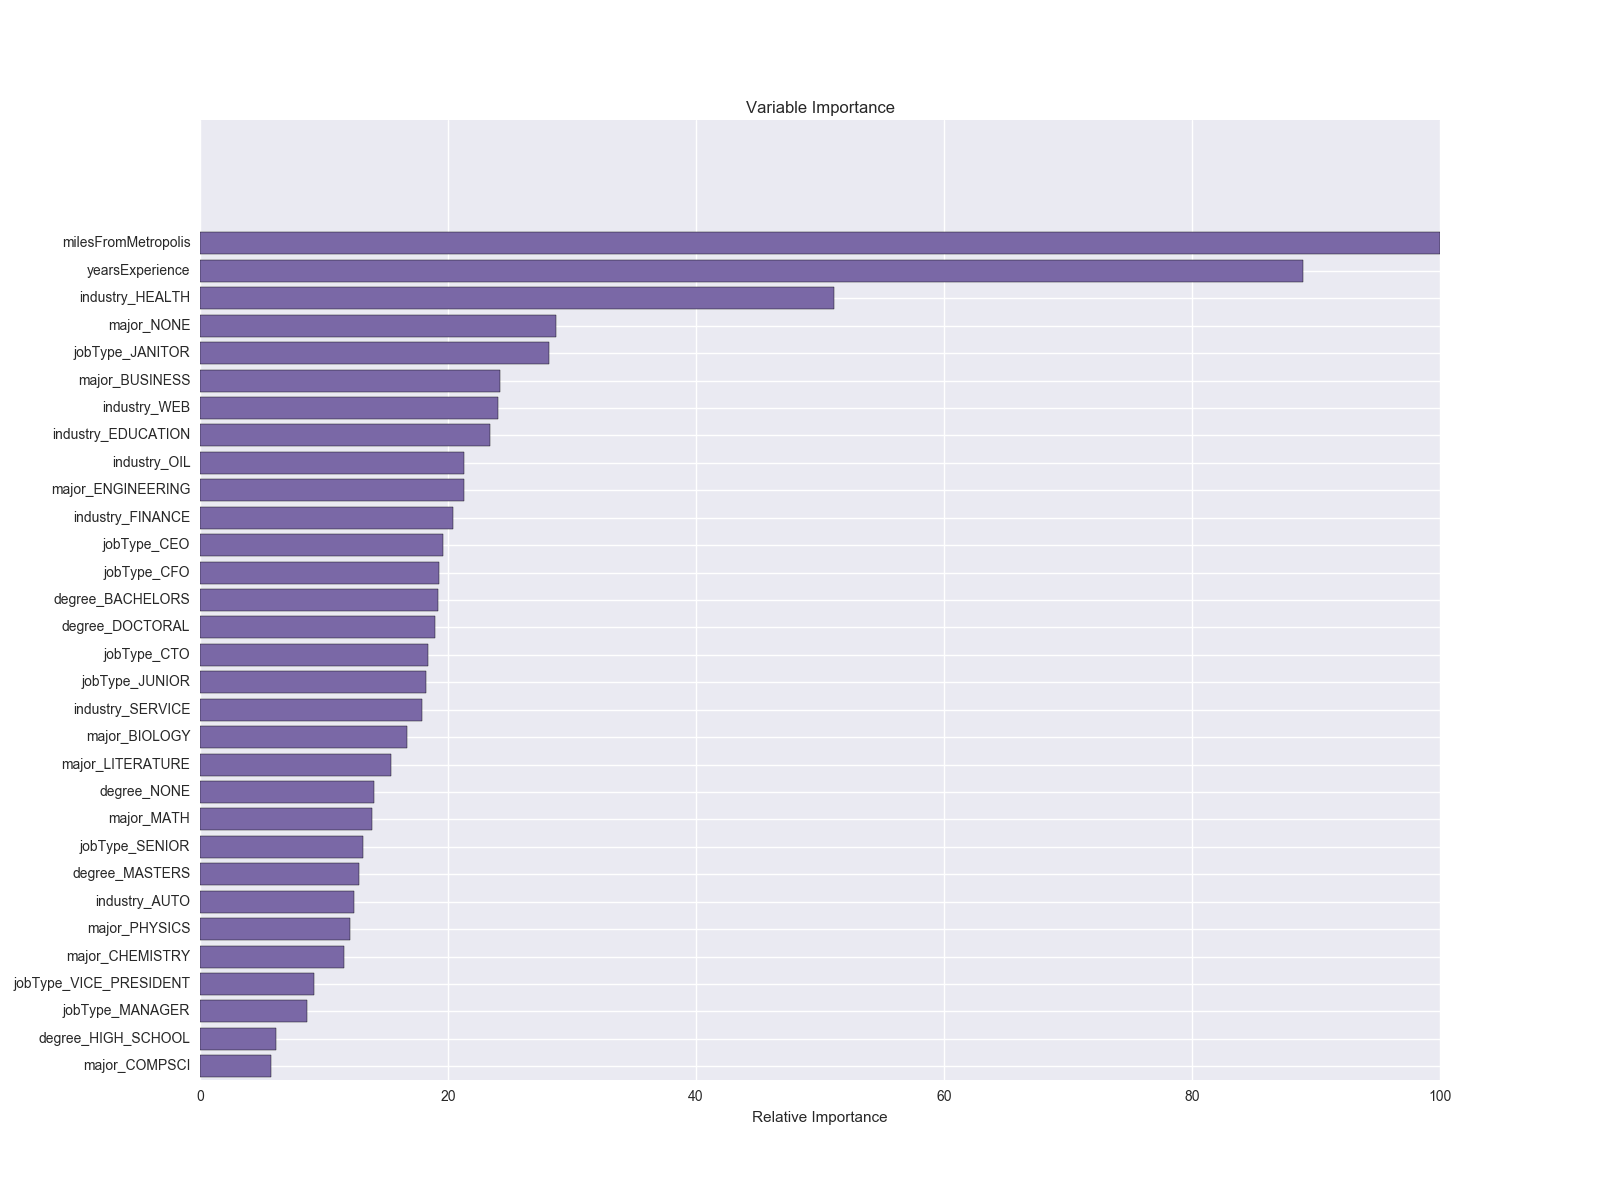 Variable Importance
milesFromMetropolis
yearsExperience
industry_HEALTH
major_NONE
jobType_JANITOR
major_BUSINESS
industry_WEB
industry_EDUCATION
industry_OIL
major_ENGINEERING
industry_FINANCE
jobType_CEO
jobType_CFO
degree_BACHELORS
degree_DOCTORAL
jobType_CTO
jobType_JUNIOR
industry_SERVICE
major_BIOLOGY
major_LITERATURE
degree_NONE
major_MATH
jobType_SENIOR
degree_MASTERS
industry_AUTO
major_PHYSICS
major_CHEMISTRY
jobType_VICE_PRESIDENT
jobType_MANAGER
degree_HIGH_SCHOOL
major_COMPSCI
0 20 40 60 80 100
Relative Importance